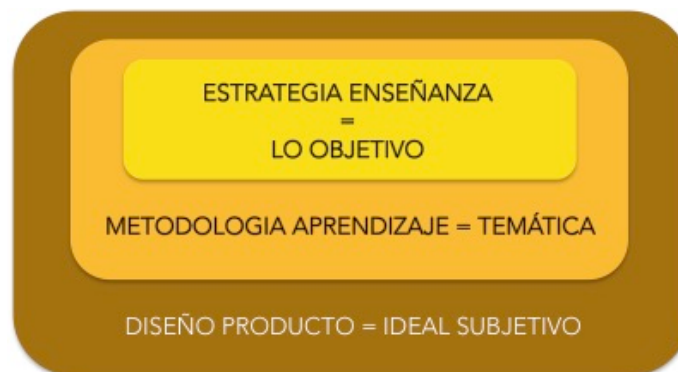 ESTRATEGIA ENSEÑANZA
=
LO OBJETIVO
METODOLOGIA APRENDIZAJE = TEMÁTICA
DISEÑO PRODUCTO = IDEAL SUBJETIVO